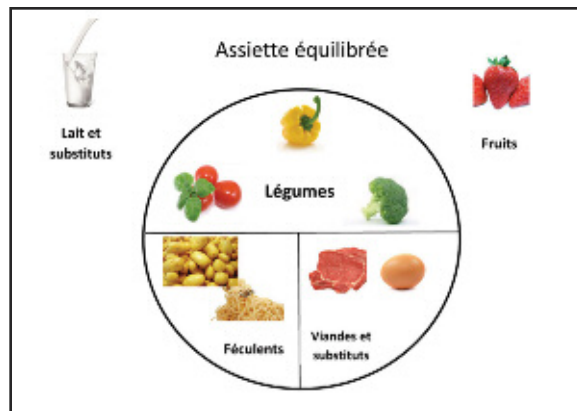 Assiette équilibrée
Lait et
substituts
Fruits
Légumes
Féculents
Viandes et
substituts